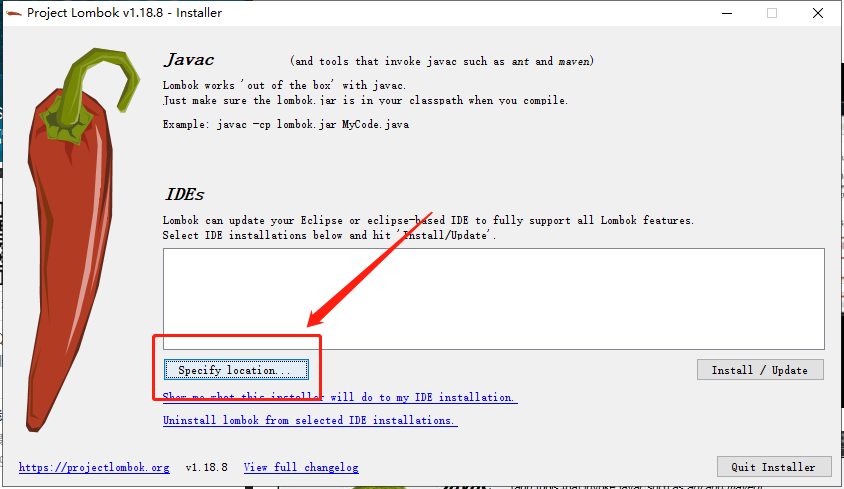 Project Lombok v1.18.8 - Installer
Javac (and tools that invoke javac such as ant and maven)
Lombok works 'out of the box' with javac.
Just make sure the lombok.jar is in your classpath when you compile.
Example: javac -cp lombok.jar MyCode.java
IDEs
Lombok can update your Eclipse or eclipse-based IDE to fully support all Lombok features.
Select IDE installations below and hit 'Install/Update'.
Specify location...
Install / Update
Show me what this installer will do to my IDE installation.
Uninstall lombok from selected IDE installations.
https://projectlombok.org v1.18.8 View full changelog
Quit Installer